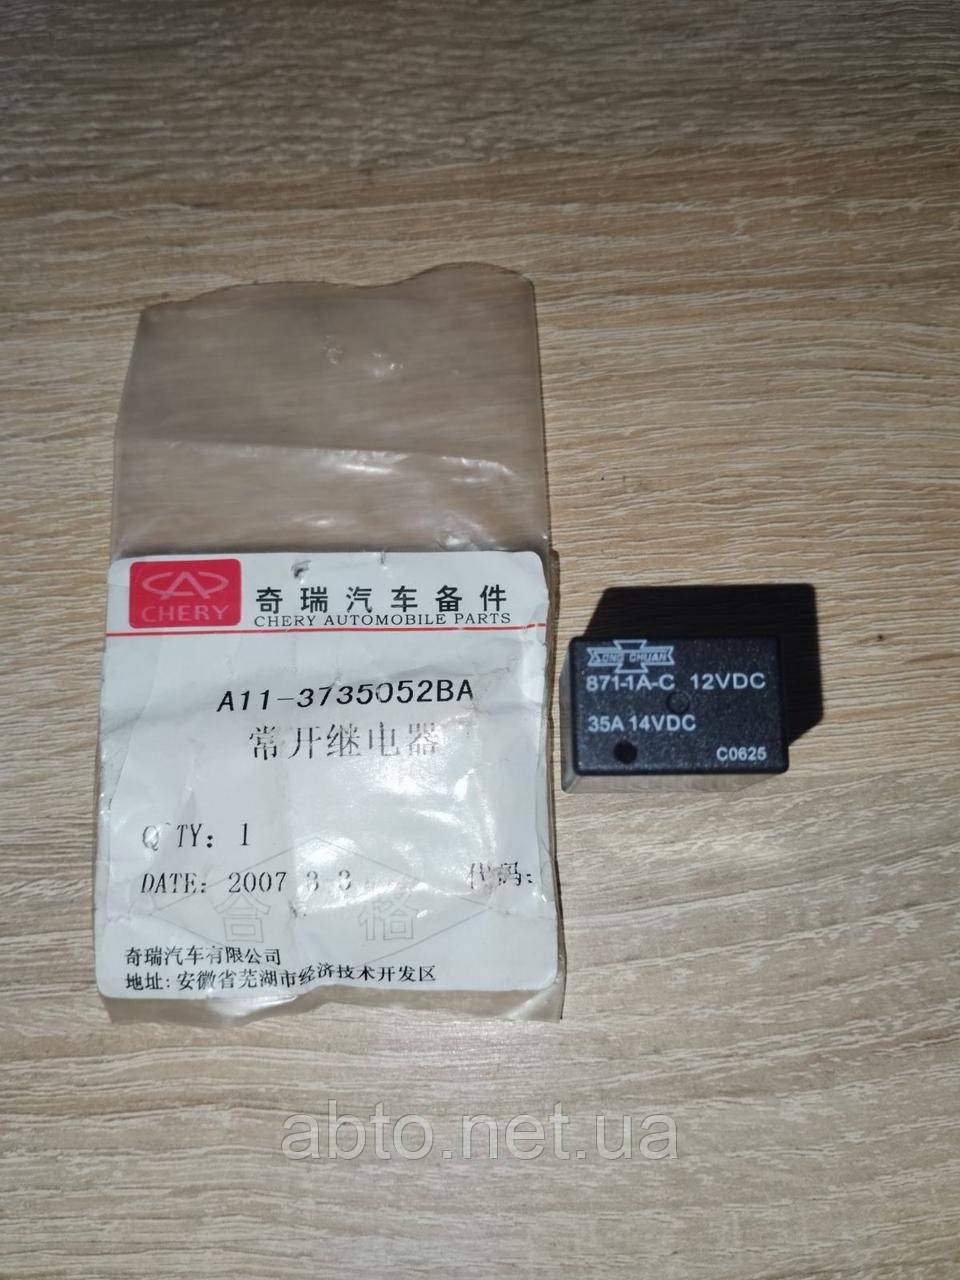 CHERY
奇瑞汽车备件
CHERY AUTOMOBILE PARTS
A11-3735052BA
常开继电器
Q`TY: 1
DATE: 2007 3 3
代码:
合格
奇瑞汽车有限公司
地址: 安徽省芜湖市经济技术开发区
SONG CHUAN
871-1A-C 12VDC
35A 14VDC
C0625
abto.net.ua